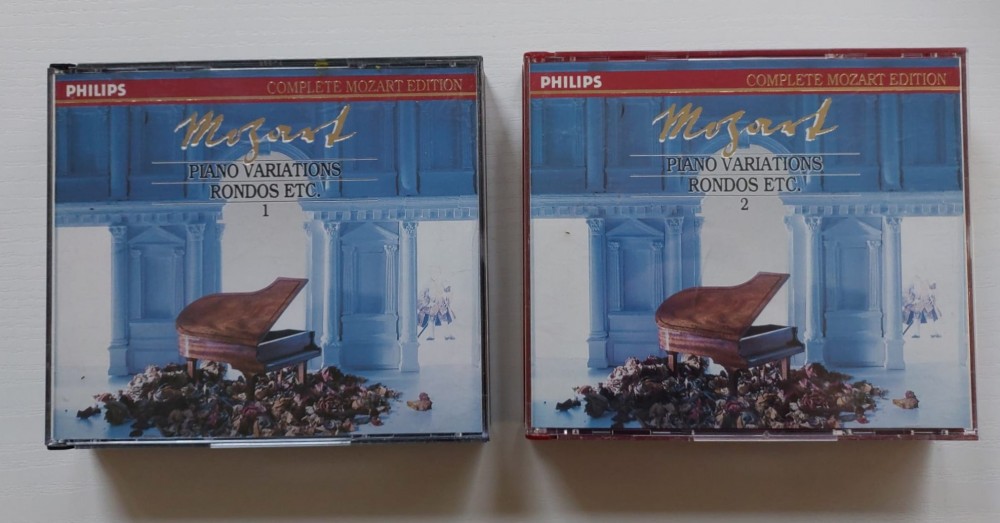 PHILIPS COMPLETE MOZART EDITION
Mozart
PIANO VARIATIONS
RONDOS ETC.
1
PHILIPS COMPLETE MOZART EDITION
Mozart
PIANO VARIATIONS
RONDOS ETC.
2